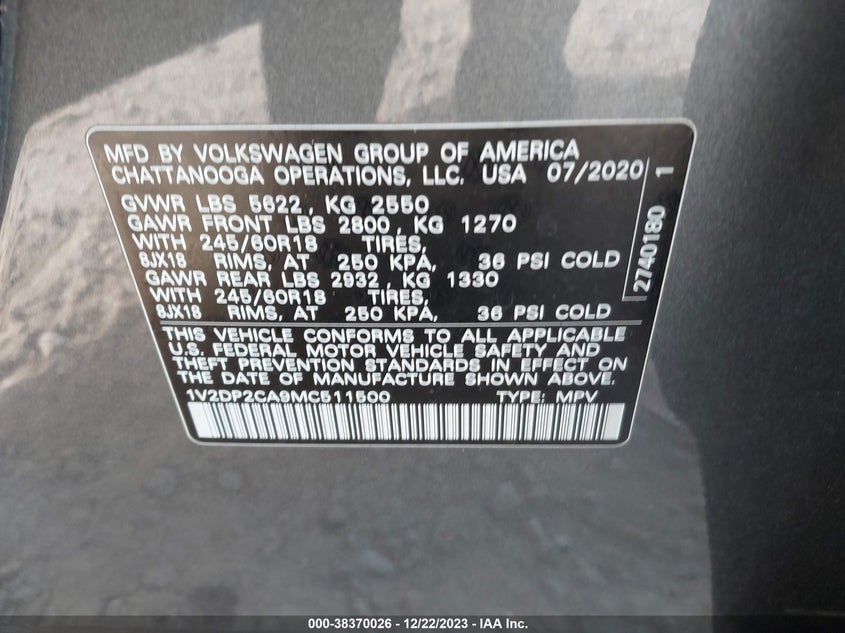 MFD BY VOLKSWAGEN GROUP OF AMERICA
CHATTANOOGA OPERATIONS, LLC. USA 07/2020
GVWR LBS 5622, KG 2550
GAWR FRONT LBS 2800, KG 1270
WITH 245/60R18 TIRES,
8JX18 RIMS, AT 250 KPA, 36 PSI COLD
GAWR REAR LBS 2932, KG 1330
WITH 245/60R18 TIRES,
8JX18 RIMS, AT 250 KPA, 36 PSI COLD
THIS VEHICLE CONFORMS TO ALL APPLICABLE
U.S. FEDERAL MOTOR VEHICLE SAFETY AND
THEFT PREVENTION STANDARDS IN EFFECT ON
THE DATE OF MANUFACTURE SHOWN ABOVE.
1V2DP2CA9MC511500 TYPE: MPV
2740180 1
000-38370026 - 12/22/2023 - IAA Inc.